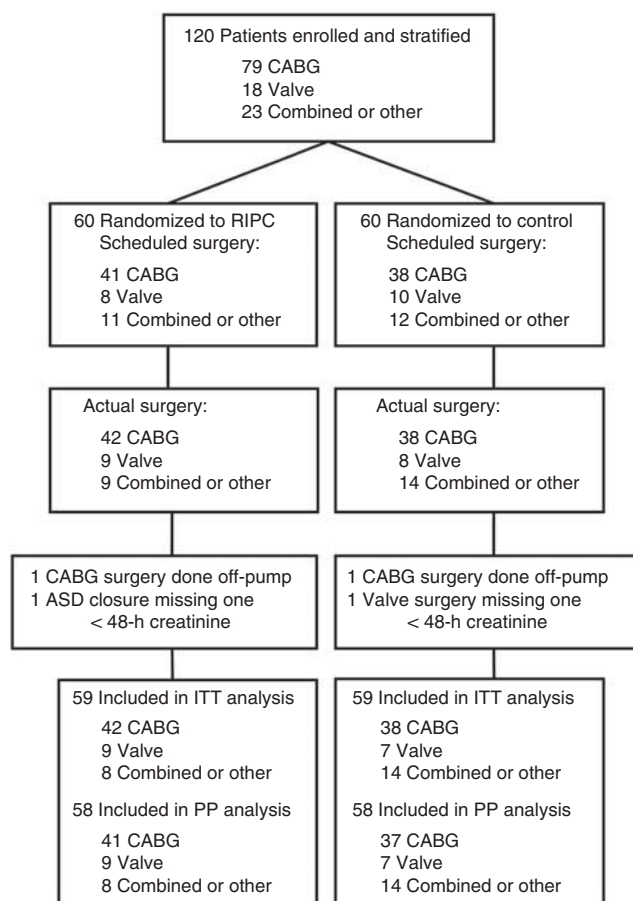 120 Patients enrolled and stratified
79 CABG
18 Valve
23 Combined or other
60 Randomized to RIPC
Scheduled surgery:
41 CABG
8 Valve
11 Combined or other
60 Randomized to control
Scheduled surgery:
38 CABG
10 Valve
12 Combined or other
Actual surgery:
42 CABG
9 Valve
9 Combined or other
Actual surgery:
38 CABG
8 Valve
14 Combined or other
1 CABG surgery done off-pump
1 ASD closure missing one
< 48-h creatinine
1 CABG surgery done off-pump
1 Valve surgery missing one
< 48-h creatinine
59 Included in ITT analysis
42 CABG
9 Valve
8 Combined or other
58 Included in PP analysis
41 CABG
9 Valve
8 Combined or other
59 Included in ITT analysis
38 CABG
7 Valve
14 Combined or other
58 Included in PP analysis
37 CABG
7 Valve
14 Combined or other